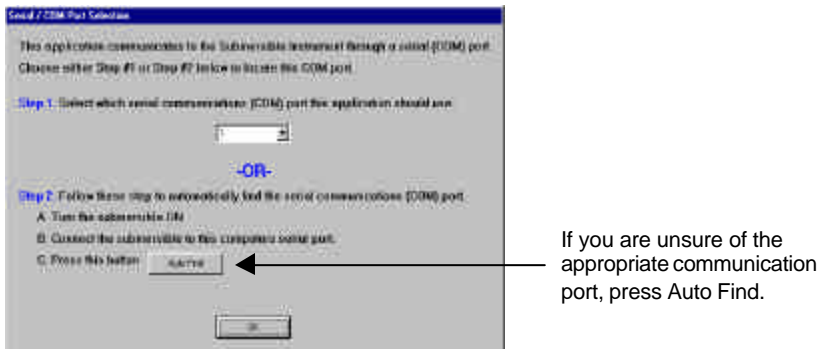 Serial / COM Port Selection
This application communicates to the Submersible Instrument through a serial (COM) port.
Choose either Step #1 or Step #2 below to locate this COM port.
Step 1: Select which serial communications (COM) port this application should use
1
-OR-
Step 2: Follow these step to automatically find the serial communications (COM) port.
A. Turn the submersible ON
B. Connect the submersible to this computers serial port.
C. Press this button
If you are unsure of the
appropriate communication
port, press Auto Find.